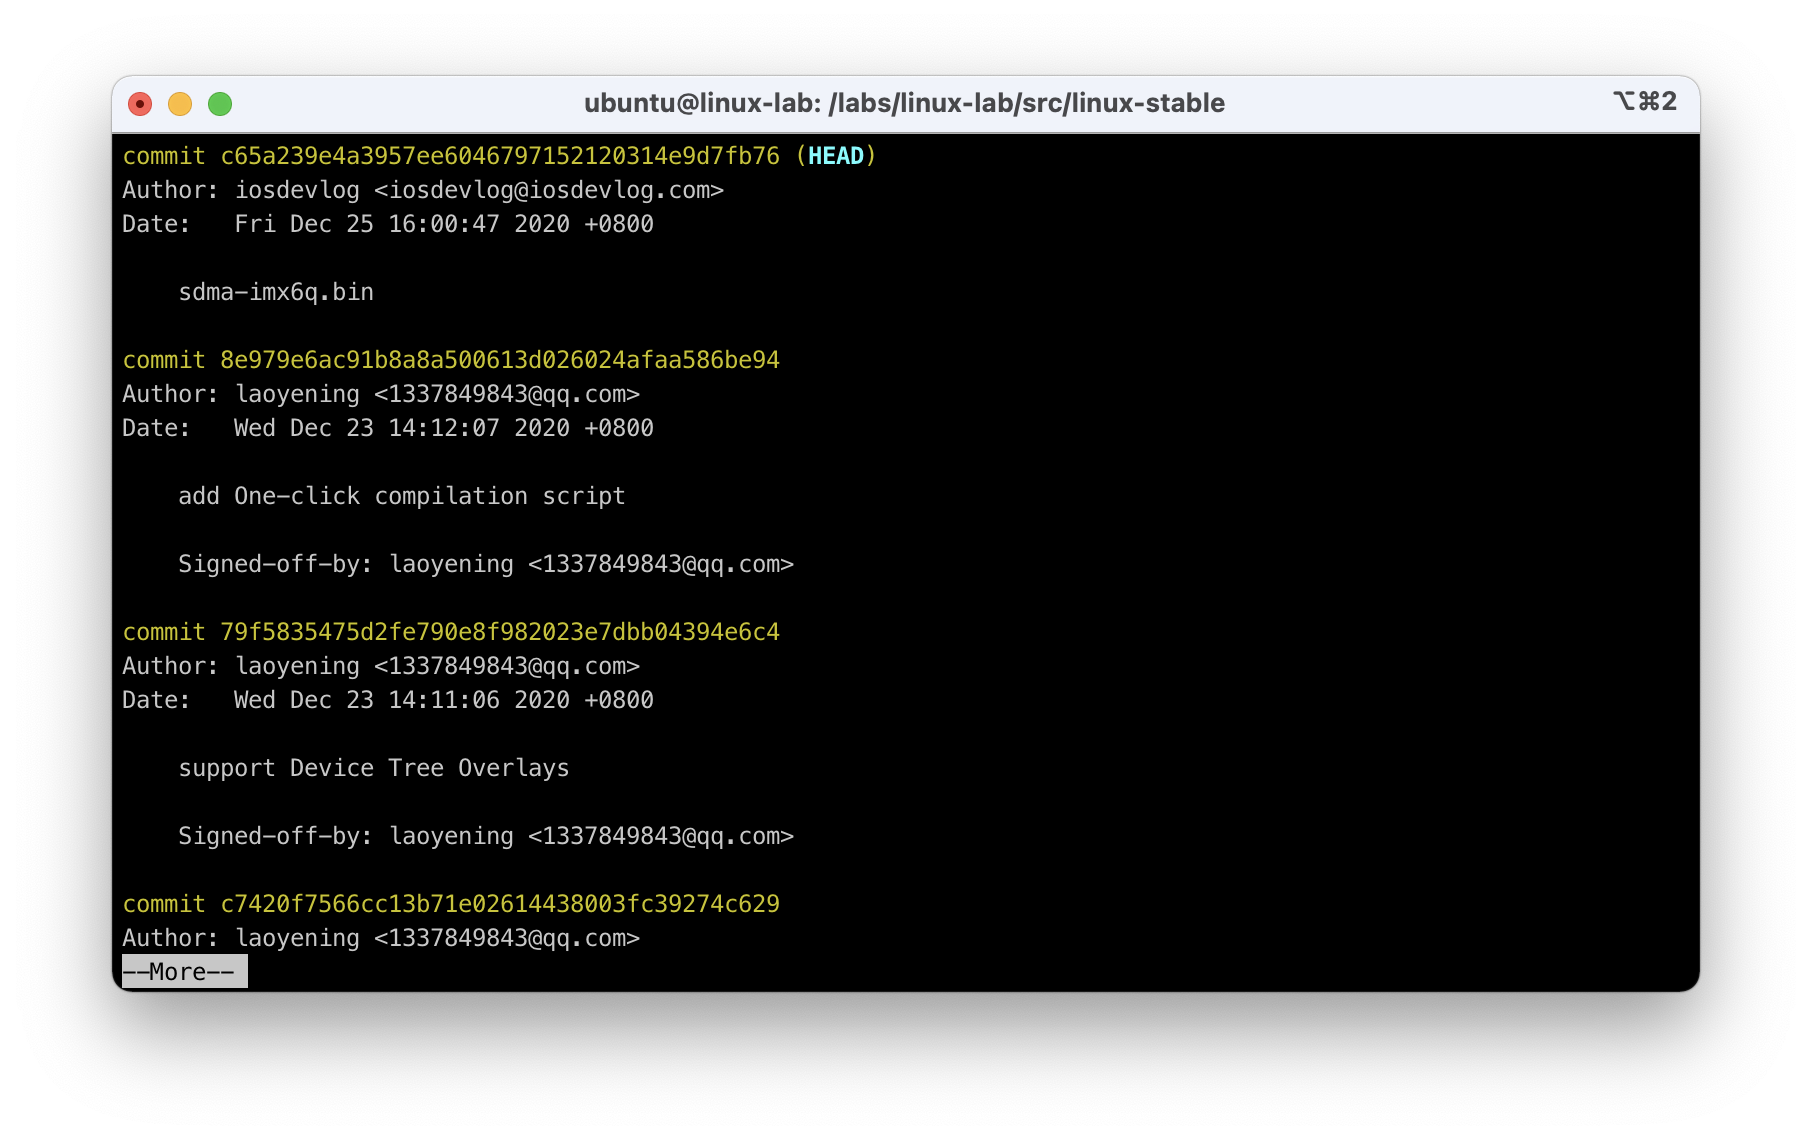 ubuntu@linux-lab: /labs/linux-lab/src/linux-stable
⌥⌘2
commit c65a239e4a3957ee6046797152120314e9d7fb76 (HEAD)
Author: iosdevlog <iosdevlog@iosdevlog.com>
Date:   Fri Dec 25 16:00:47 2020 +0800
    sdma-imx6q.bin
commit 8e979e6ac91b8a8a500613d026024afaa586be94
Author: laoyening <1337849843@qq.com>
Date:   Wed Dec 23 14:12:07 2020 +0800
    add One-click compilation script
    Signed-off-by: laoyening <1337849843@qq.com>
commit 79f5835475d2fe790e8f982023e7dbb04394e6c4
Author: laoyening <1337849843@qq.com>
Date:   Wed Dec 23 14:11:06 2020 +0800
    support Device Tree Overlays
    Signed-off-by: laoyening <1337849843@qq.com>
commit c7420f7566cc13b71e02614438003fc39274c629
Author: laoyening <1337849843@qq.com>
--More--